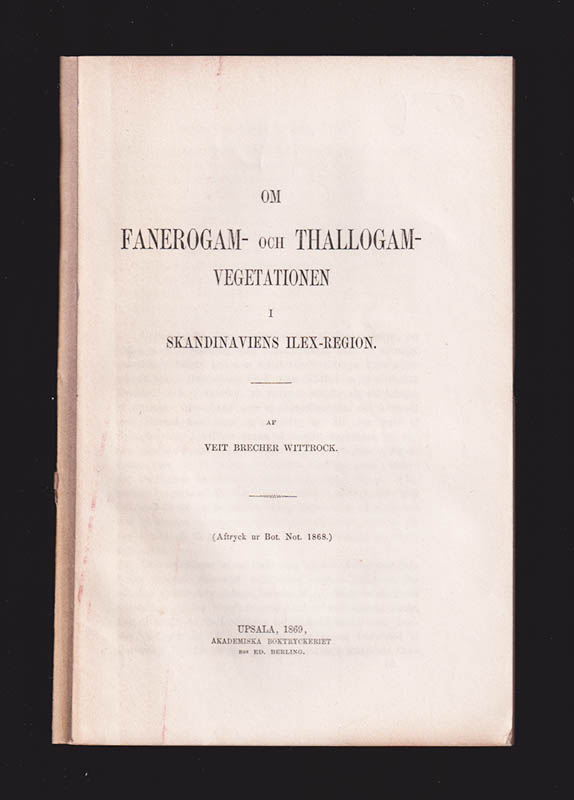 OM
FANEROGAM- OCH THALLOGAM-
VEGETATIONEN
I
SKANDINAVIENS ILEX-REGION.
AF
VEIT BRECHER WITTROCK.
(Aftryck ur Bot. Not. 1868.)
UPSALA, 1869,
AKADEMISKA BOKTRYCKERIET
HOS ED. BERLING.